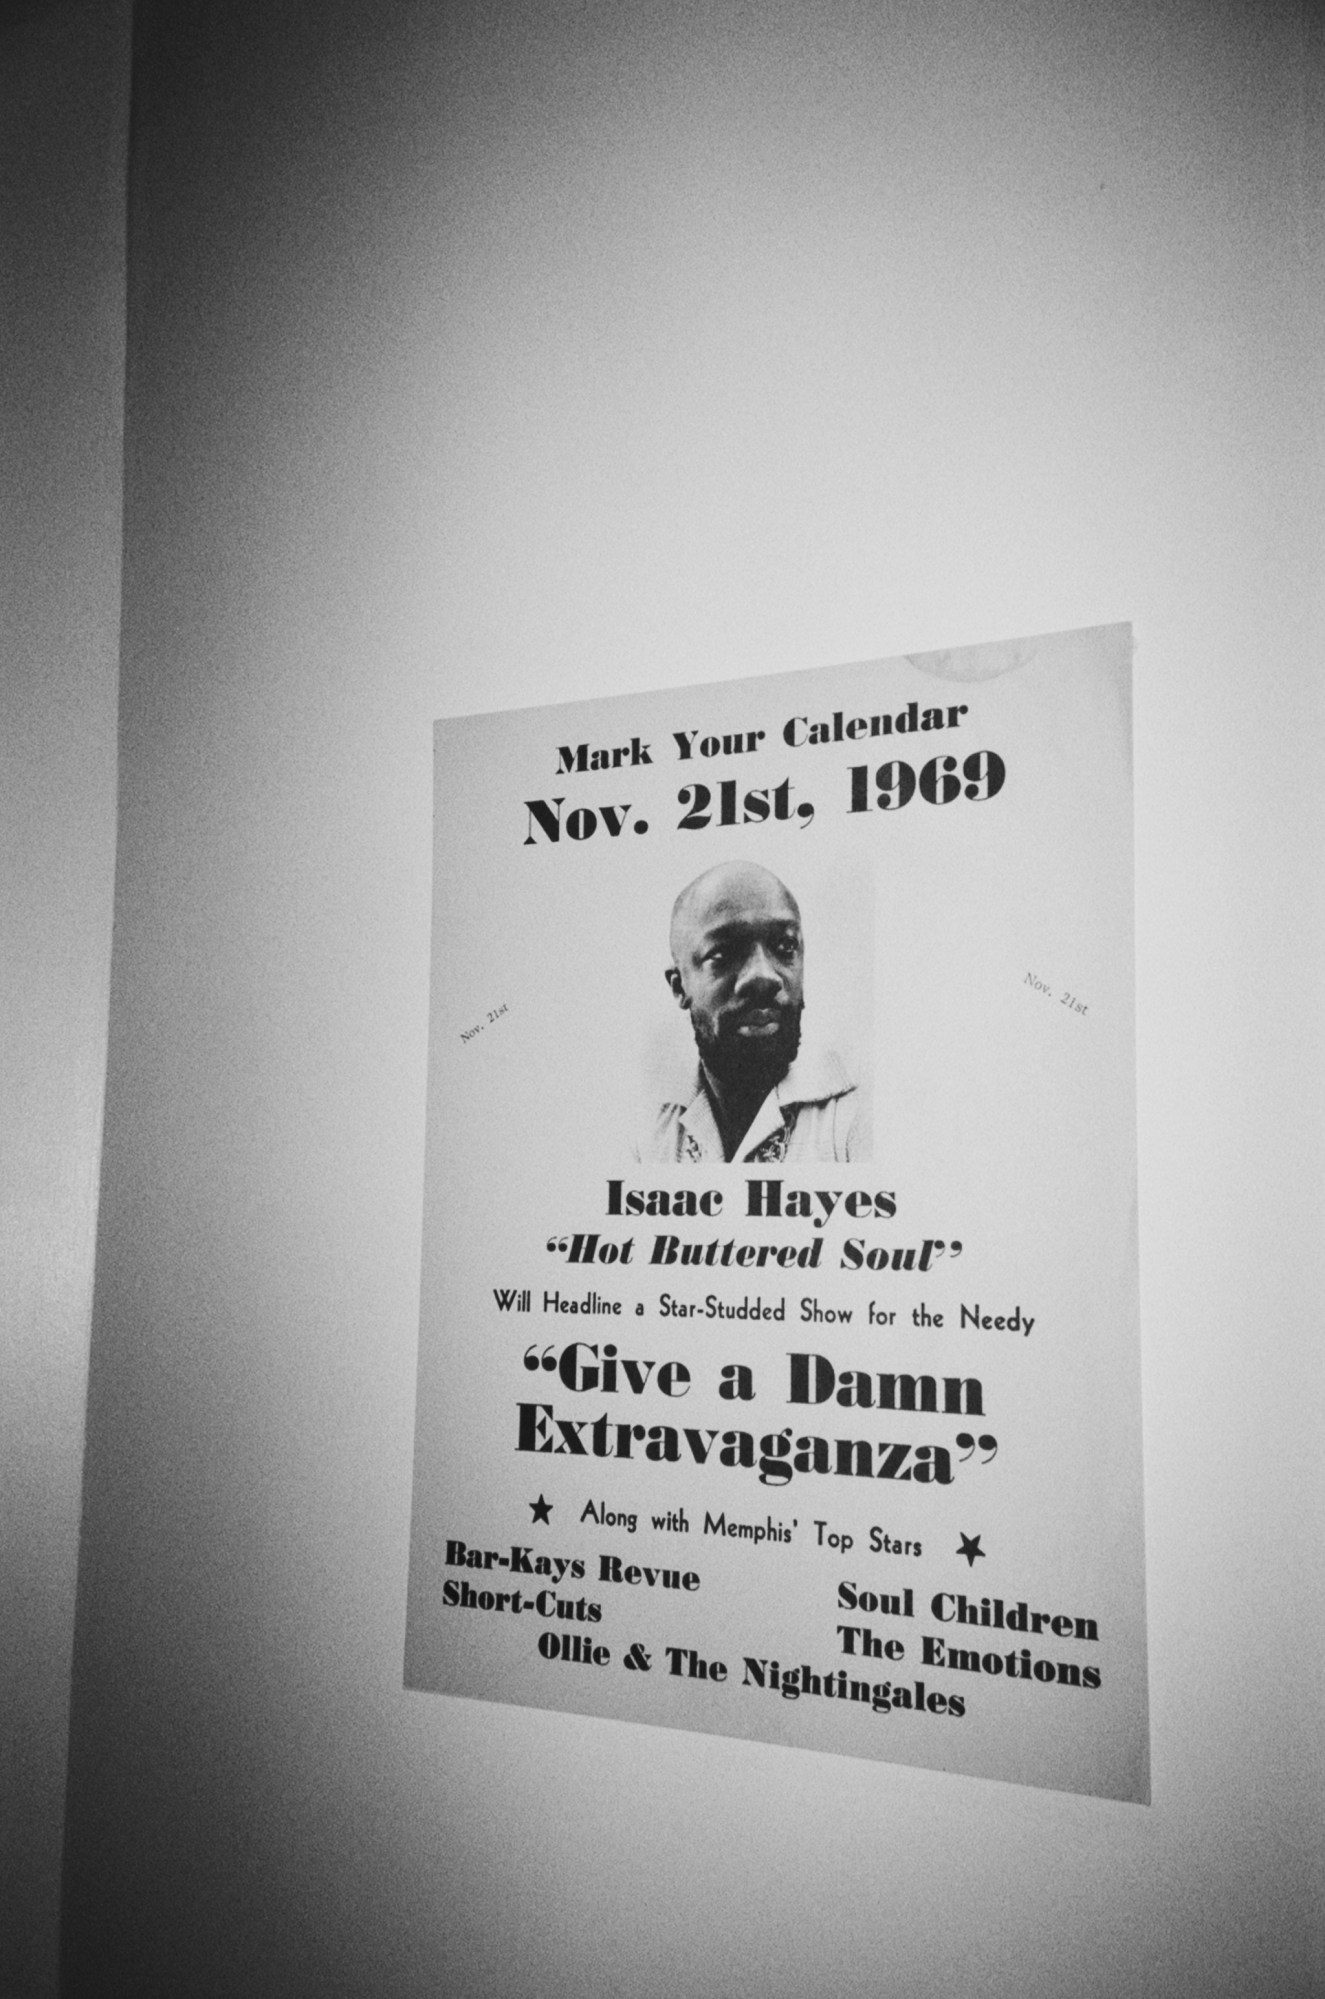 Mark Your Calendar
Nov. 21st, 1969
Nov. 21st
Nov. 21st
Isaac Hayes
“Hot Buttered Soul”
Will Headline a Star-Studded Show for the Needy
“Give a Damn
Extravaganza”
★ Along with Memphis' Top Stars ★
Bar-Kays Revue
Short-Cuts
Soul Children
The Emotions
Ollie & The Nightingales